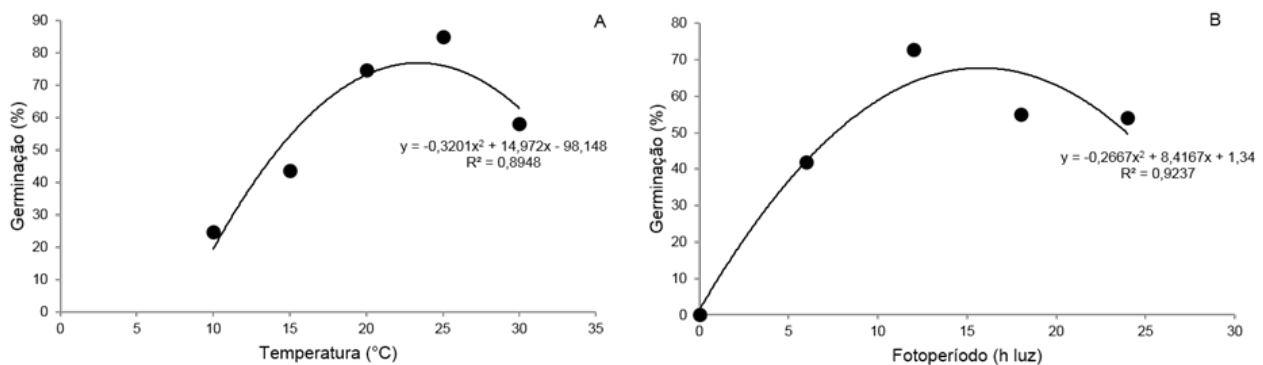 A
90
80
70
60
50
40
30
20
10
0
Germinação (%)
y = -0,3201x² + 14,972x - 98,148
R² = 0,8948
0 5 10 15 20 25 30 35
Temperatura (°C)
B
80
70
60
50
40
30
20
10
0
Germinação (%)
y = -0,2667x² + 8,4167x + 1,34
R² = 0,9237
0 5 10 15 20 25 30
Fotoperíodo (h luz)